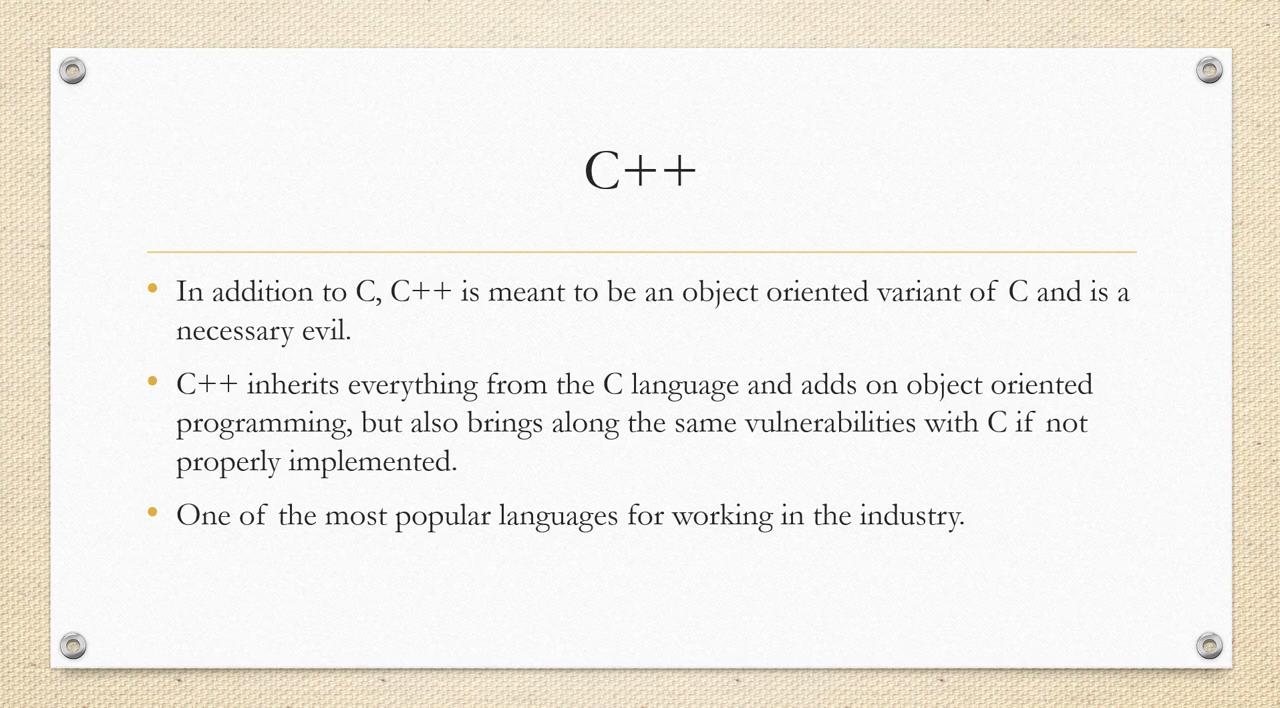 C++
• In addition to C, C++ is meant to be an object oriented variant of C and is a
necessary evil.
• C++ inherits everything from the C language and adds on object oriented
programming, but also brings along the same vulnerabilities with C if not
properly implemented.
• One of the most popular languages for working in the industry.